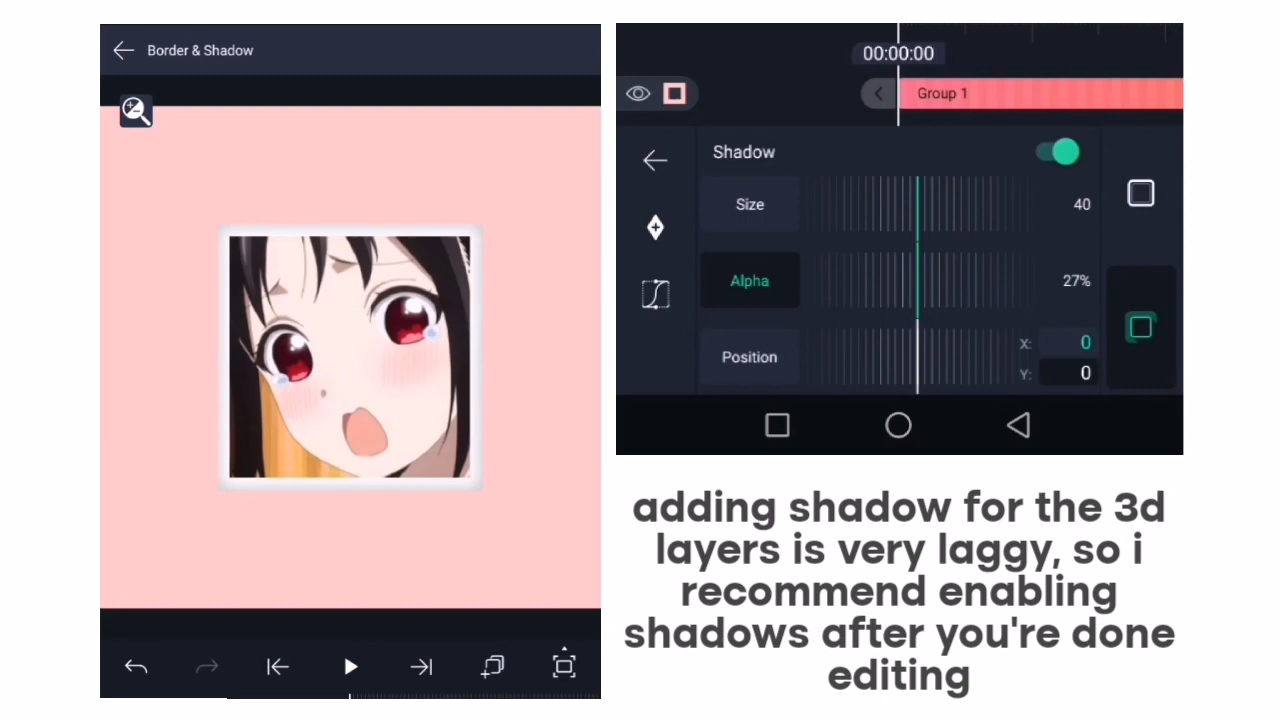 Border & Shadow
00:00:00
Group 1
Shadow
Size
40
Alpha
27%
Position
X: 0
Y: 0
adding shadow for the 3d
layers is very laggy, so i
recommend enabling
shadows after you're done
editing